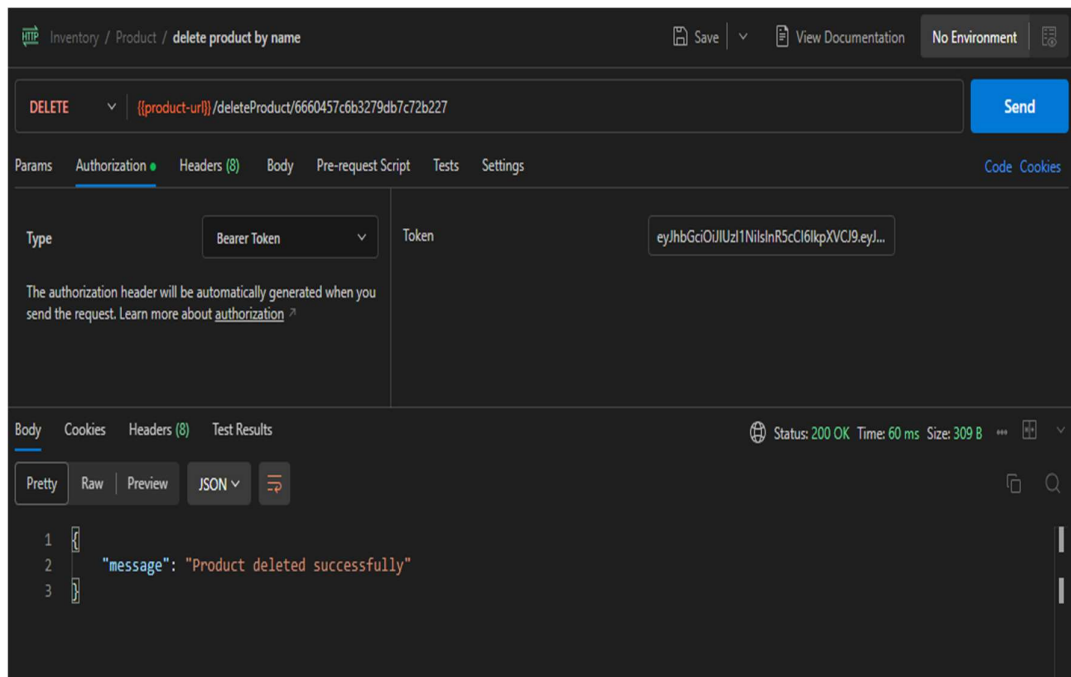 HTTP Inventory / Product / delete product by name Save View Documentation No Environment
DELETE {{product-url}}/deleteProduct/6660457c6b3279db7c72b227 Send
Params Authorization Headers (8) Body Pre-request Script Tests Settings Code Cookies
Type Bearer Token Token eyJhbGciOiJIUzI1NiIsInR5cCI6IkpXVCJ9.eyJ...
The authorization header will be automatically generated when you
send the request. Learn more about authorization ↗
Body Cookies Headers (8) Test Results Status: 200 OK Time: 60 ms Size: 309 B
Pretty Raw Preview JSON
1 {
2 "message": "Product deleted successfully"
3 }